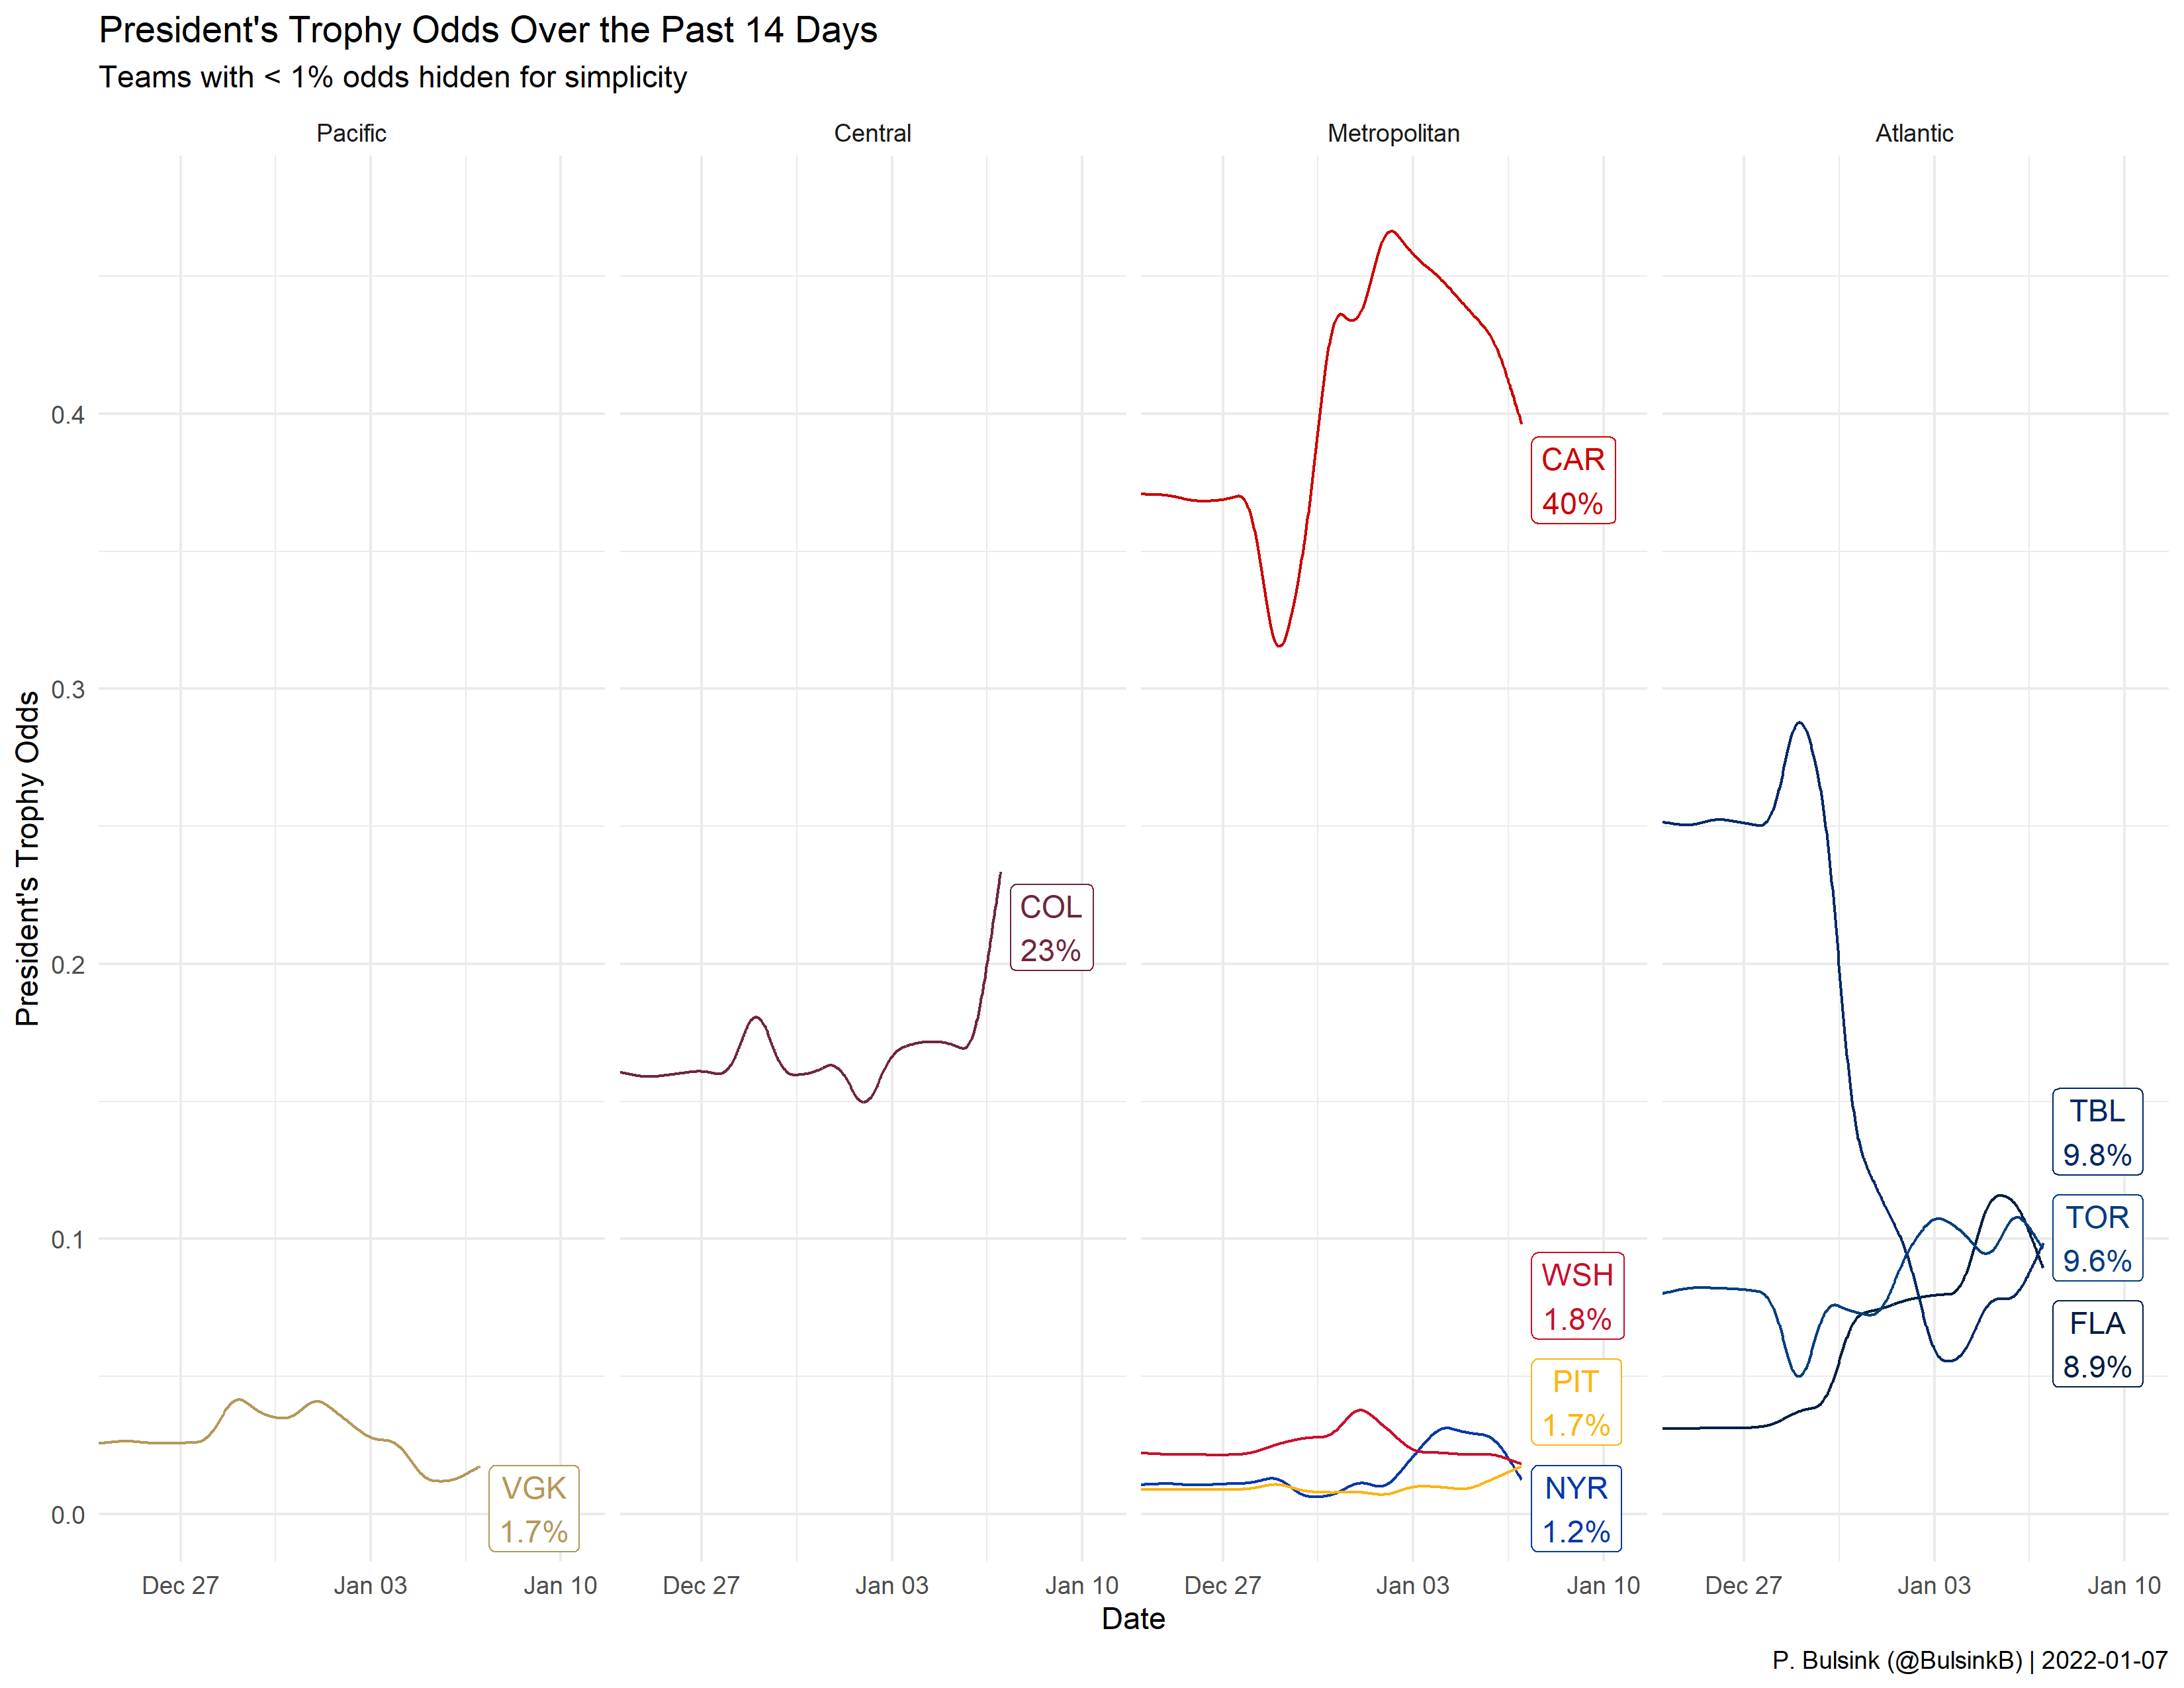 President's Trophy Odds Over the Past 14 Days
Teams with < 1% odds hidden for simplicity
Pacific
Central
Metropolitan
Atlantic
President's Trophy Odds
0.4
0.3
0.2
0.1
0.0
CAR
40%
COL
23%
TBL
9.8%
TOR
9.6%
FLA
8.9%
WSH
1.8%
PIT
1.7%
NYR
1.2%
VGK
1.7%
Dec 27
Jan 03
Jan 10
Dec 27
Jan 03
Jan 10
Dec 27
Jan 03
Jan 10
Dec 27
Jan 03
Jan 10
Date
P. Bulsink (@BulsinkB) | 2022-01-07